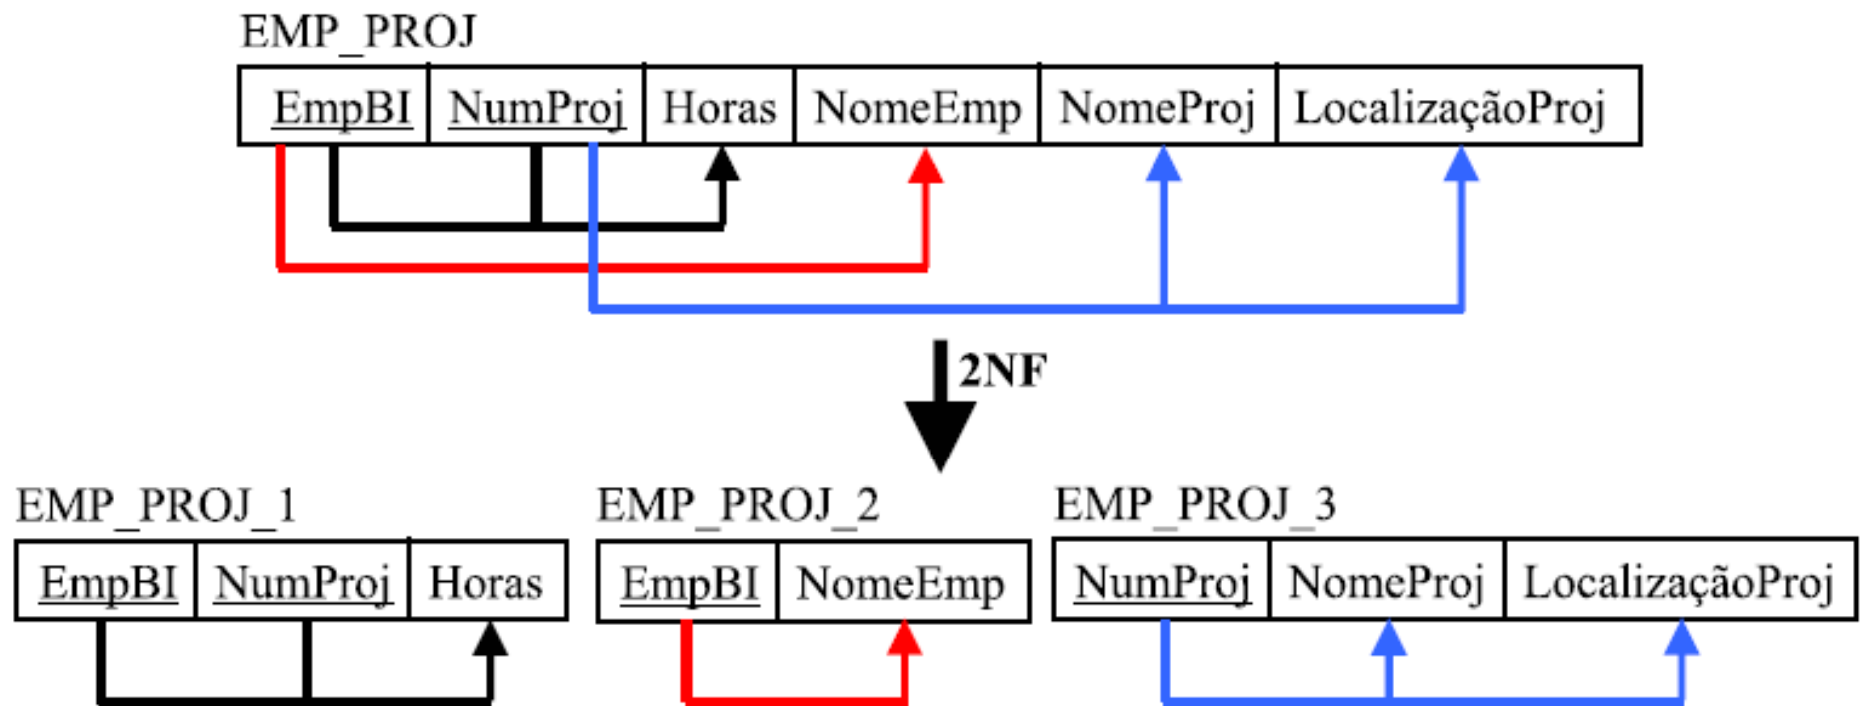 EMP_PROJ
EmpBI NumProj Horas NomeEmp NomeProj LocalizaçãoProj
2NF
EMP_PROJ_1 EMP_PROJ_2 EMP_PROJ_3
EmpBI NumProj Horas EmpBI NomeEmp NumProj NomeProj LocalizaçãoProj